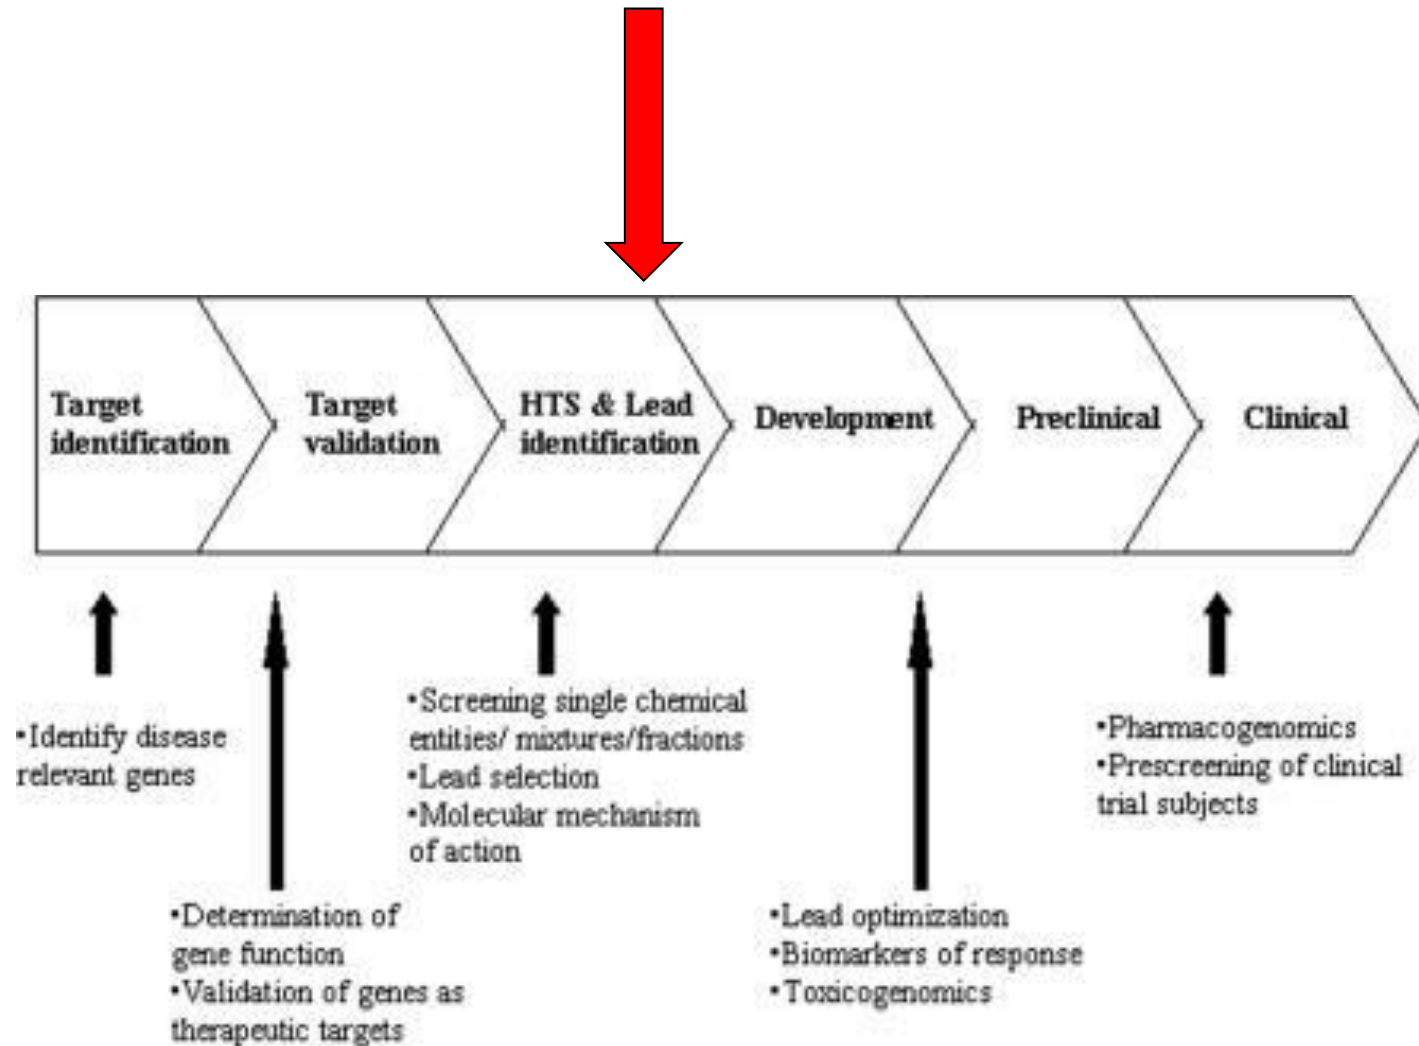 Target
identification
Target
validation
HTS & Lead
identification
Development
Preclinical
Clinical
•Identify disease
relevant genes
•Determination of
gene function
•Validation of genes as
therapeutic targets
•Screening single chemical
entities/ mixtures/fractions
•Lead selection
•Molecular mechanism
of action
•Lead optimization
•Biomarkers of response
•Toxicogenomics
•Pharmacogenomics
•Prescreening of clinical
trial subjects